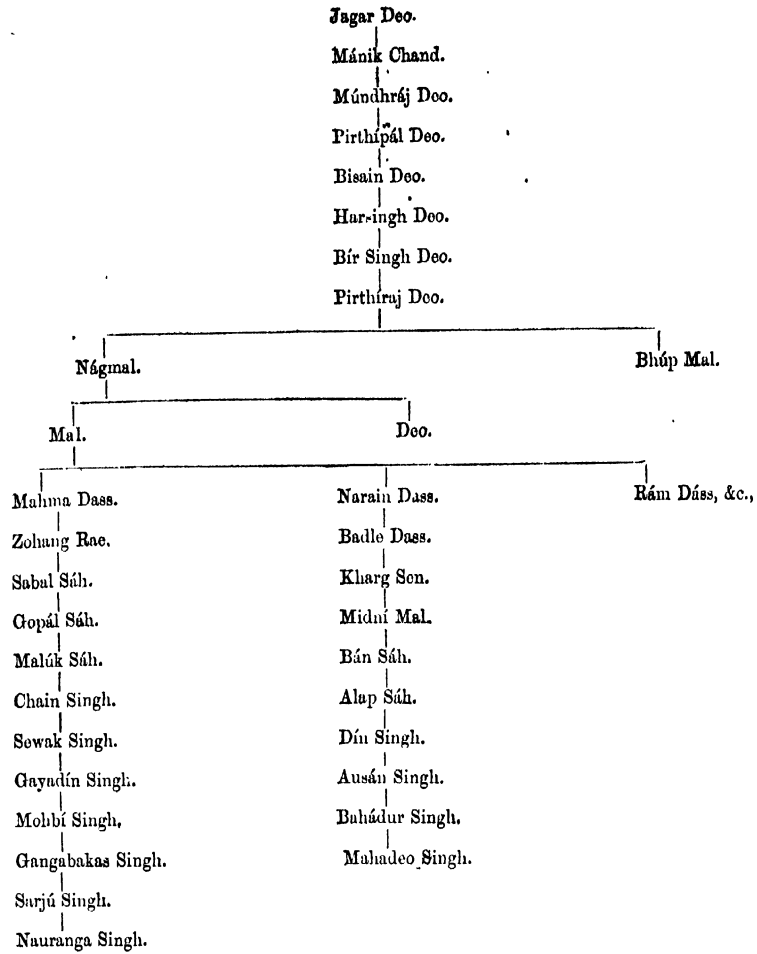 Jagar Deo.
Mánik Chand.
Múndhráj Deo.
Pirthípál Deo.
Bisain Deo.
Harsingh Deo.
Bír Singh Deo.
Pirthíraj Deo.
Nágmal. Bhúp Mal.
Mal. Deo.
Mahma Dass. Narain Dass. Rám Dáss, &c.,
Zohang Rae. Badle Dass.
Sabal Sáh. Kharg Sen.
Gopál Sáh. Midní Mal.
Malúk Sáh. Bán Sáh.
Chain Singh. Alap Sáh.
Sewak Singh. Dín Singh.
Gayadín Singh. Ausán Singh.
Mohbí Singh, Bahádur Singh.
Gangabakas Singh. Mahadeo Singh.
Sarjú Singh.
Nauranga Singh.